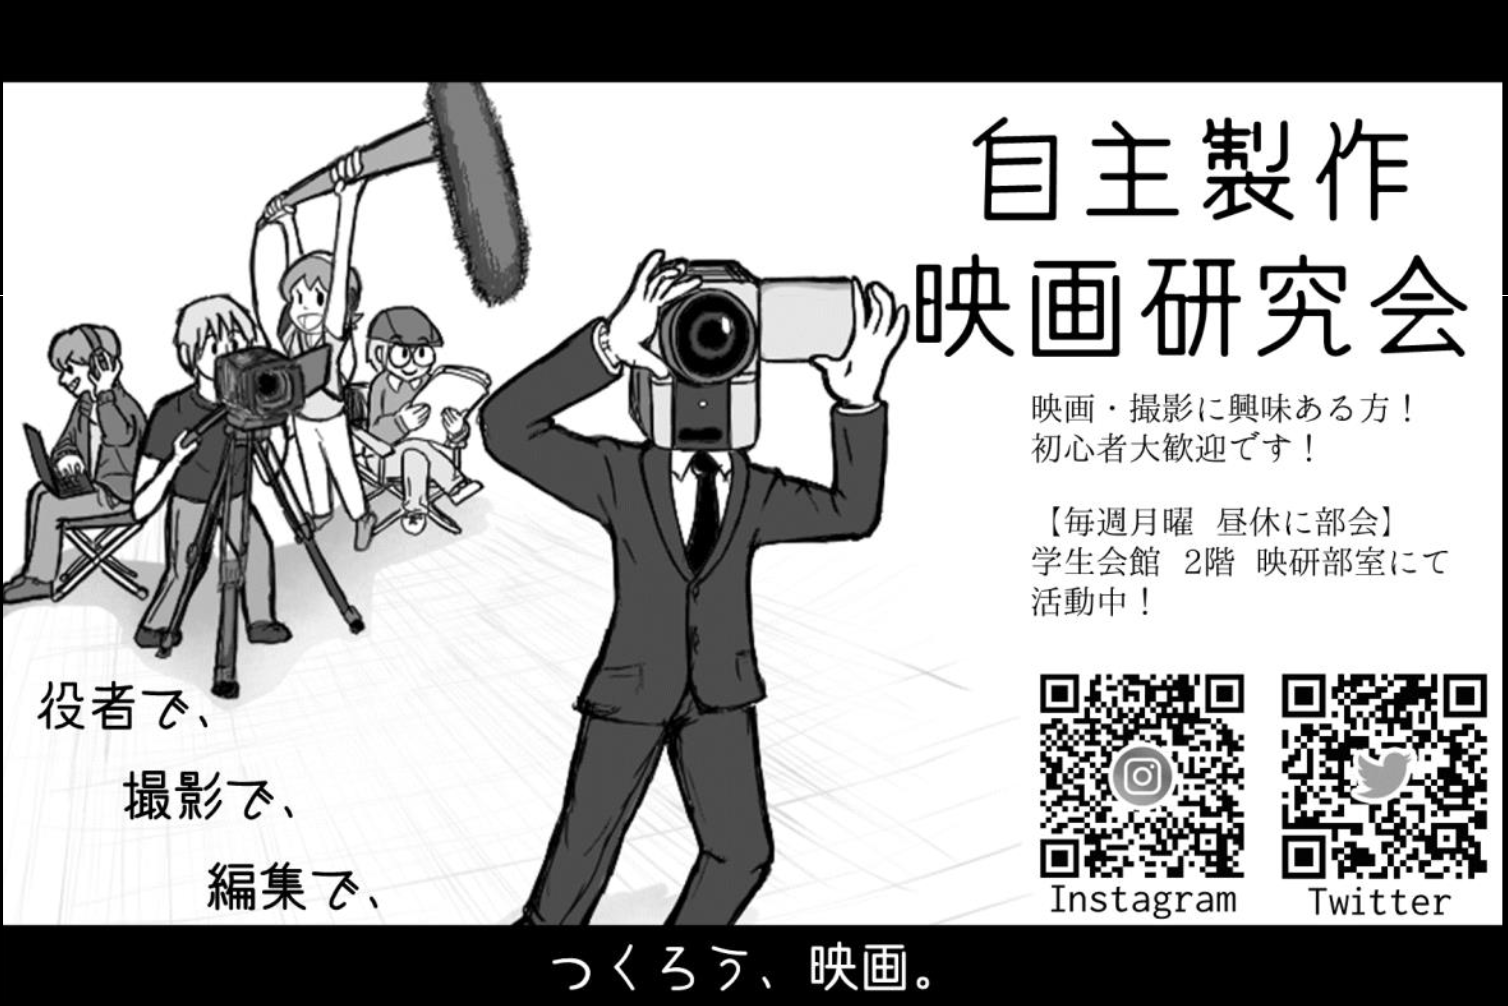 自主製作
映画研究会
映画・撮影に興味ある方！
初心者大歓迎です！
【毎週月曜 昼休に部会】
学生会館 2階 映研部室にて
活動中！
役者で、
撮影で、
編集で、
Instagram
Twitter
つくろう、映画。